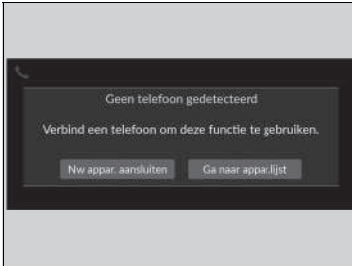 Geen telefoon gedetecteerd
Verbind een telefoon om deze functie te gebruiken.
Nw appar. aansluiten
Ga naar appar.lijst